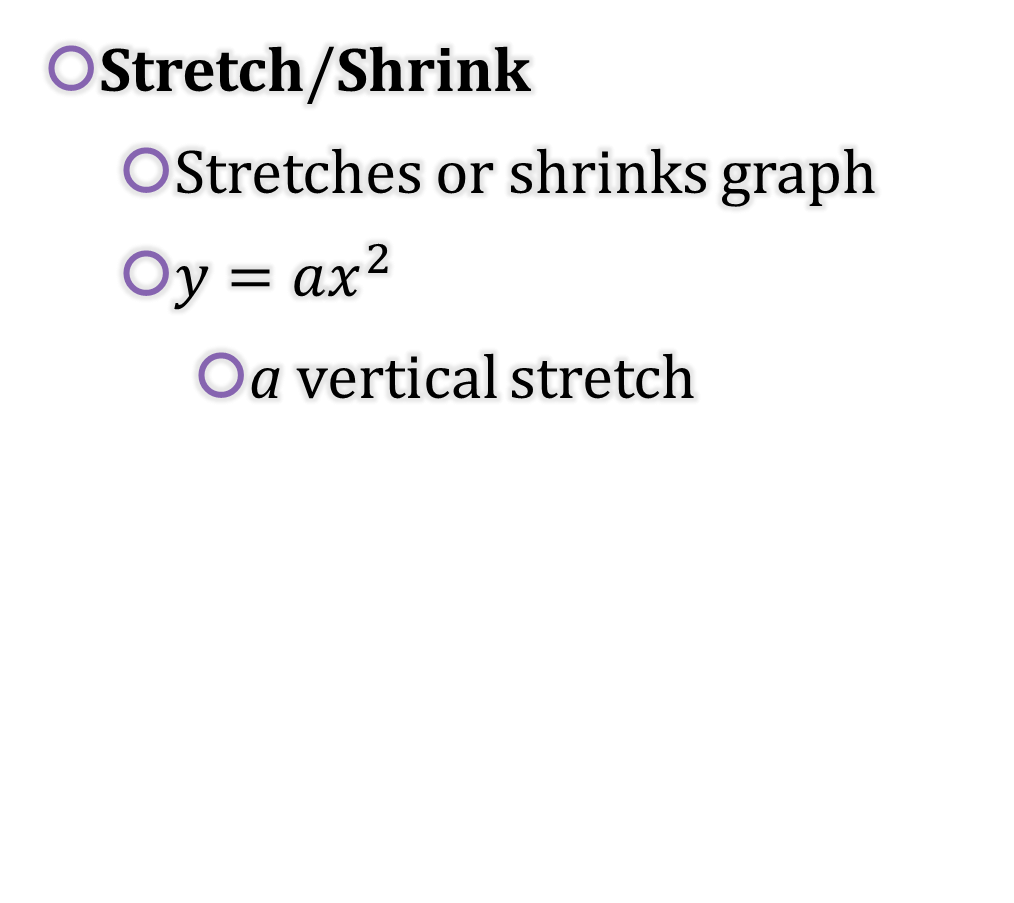 Stretch/Shrink
Stretches or shrinks graph
y = ax²
a vertical stretch